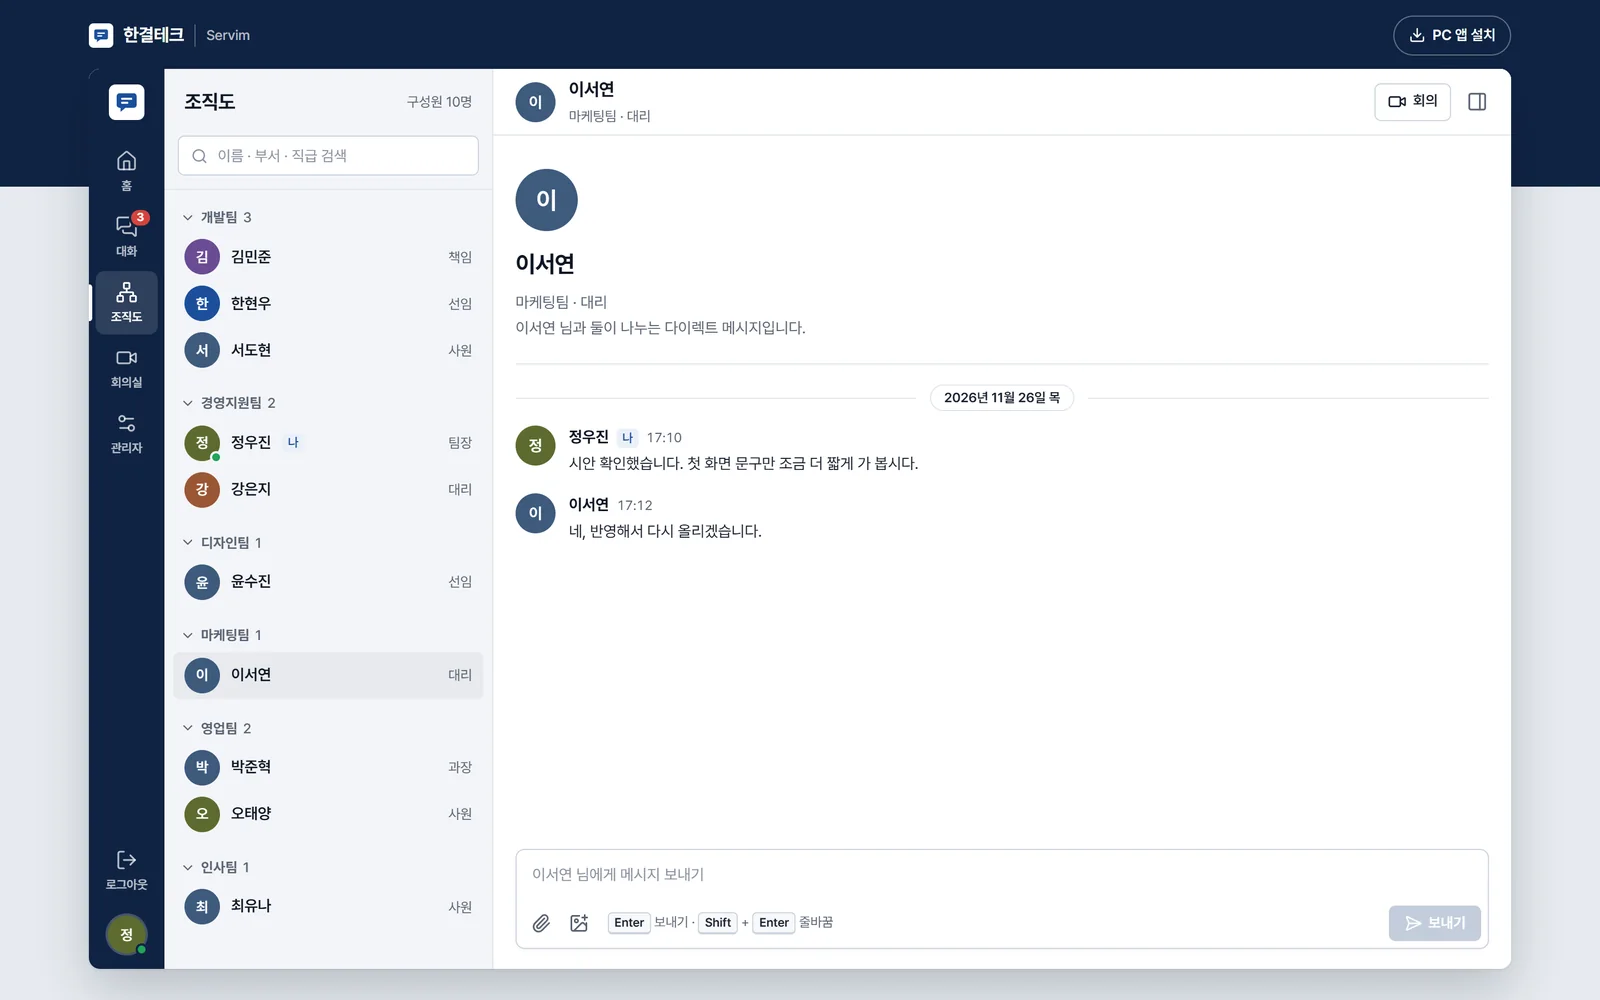 한결테크
Servim
PC 앱 설치
홈
3
대화
조직도
회의실
관리자
로그아웃
정
조직도
구성원 10명
이름 · 부서 · 직급 검색
개발팀 3
김 김민준 책임
한 한현우 선임
서 서도현 사원
경영지원팀 2
정 정우진 나 팀장
강 강은지 대리
디자인팀 1
윤 윤수진 선임
마케팅팀 1
이 이서연 대리
영업팀 2
박 박준혁 과장
오 오태양 사원
인사팀 1
최 최유나 사원
이
이서연
마케팅팀 · 대리
회의
이
이서연
마케팅팀 · 대리
이서연 님과 둘이 나누는 다이렉트 메시지입니다.
2026년 11월 26일 목
정
정우진 나 17:10
시안 확인했습니다. 첫 화면 문구만 조금 더 짧게 가 봅시다.
이
이서연 17:12
네, 반영해서 다시 올리겠습니다.
이서연 님에게 메시지 보내기
Enter 보내기 · Shift + Enter 줄바꿈
보내기